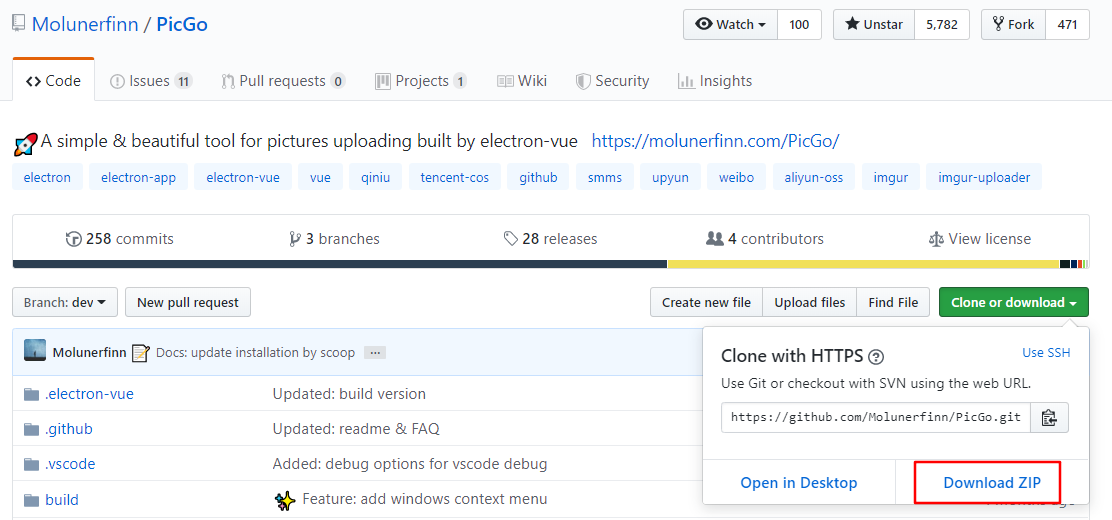 Molunerfinn / PicGo
Watch 100 Unstar 5,782 Fork 471
Code Issues 11 Pull requests 0 Projects 1 Wiki Security Insights
A simple & beautiful tool for pictures uploading built by electron-vue https://molunerfinn.com/PicGo/
electron electron-app electron-vue vue qiniu tencent-cos github smms upyun weibo aliyun-oss imgur imgur-uploader
258 commits 3 branches 28 releases 4 contributors View license
Branch: dev New pull request Create new file Upload files Find File Clone or download
Molunerfinn Docs: update installation by scoop ...
Clone with HTTPS ? Use SSH
Use Git or checkout with SVN using the web URL.
.electron-vue Updated: build version
https://github.com/Molunerfinn/PicGo.git
.github Updated: readme & FAQ
.vscode Added: debug options for vscode debug
Open in Desktop Download ZIP
build Feature: add windows context menu